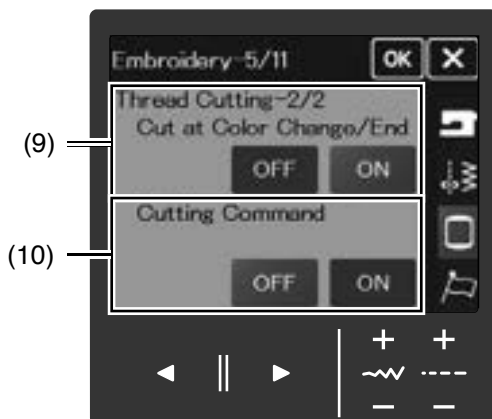 Embroidery-5/11 OK X
(9)
Thread Cutting-2/2
Cut at Color Change/End
OFF ON
(10)
Cutting Command
OFF ON